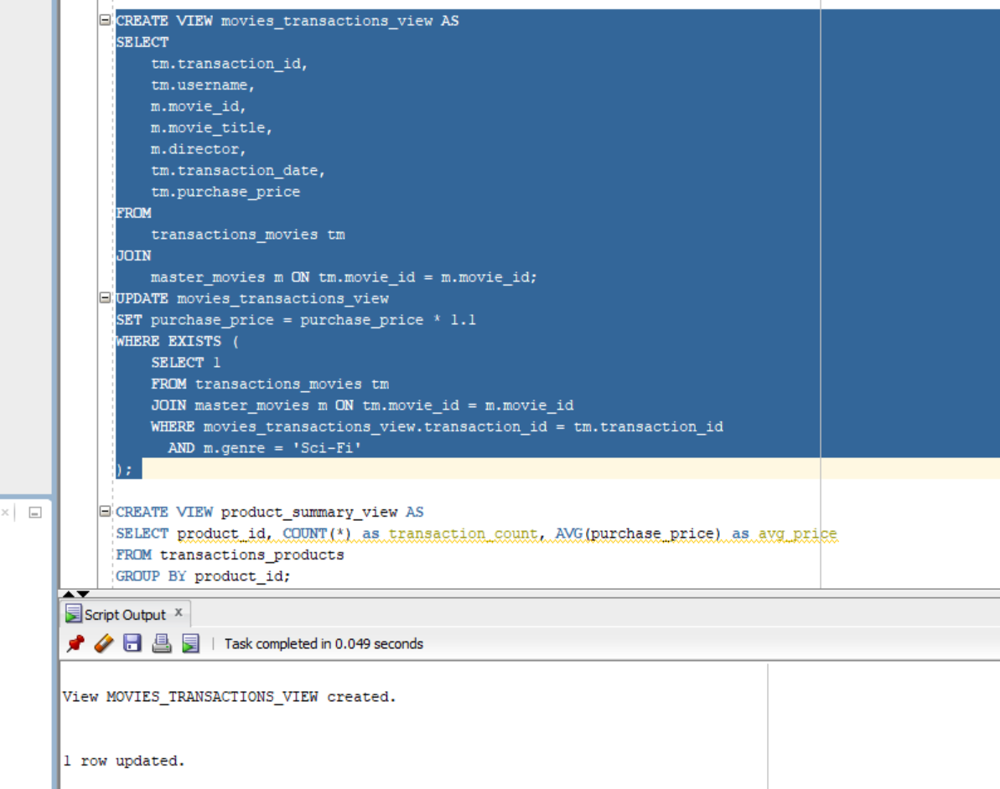 CREATE VIEW movies_transactions_view AS
SELECT
    tm.transaction_id,
    tm.username,
    m.movie_id,
    m.movie_title,
    m.director,
    tm.transaction_date,
    tm.purchase_price
FROM
    transactions_movies tm
JOIN
    master_movies m ON tm.movie_id = m.movie_id;
UPDATE movies_transactions_view
SET purchase_price = purchase_price * 1.1
WHERE EXISTS (
    SELECT 1
    FROM transactions_movies tm
    JOIN master_movies m ON tm.movie_id = m.movie_id
    WHERE movies_transactions_view.transaction_id = tm.transaction_id
      AND m.genre = 'Sci-Fi'
);
CREATE VIEW product_summary_view AS
SELECT product_id, COUNT(*) as transaction_count, AVG(purchase_price) as avg_price
FROM transactions_products
GROUP BY product_id;
Script Output x
Task completed in 0.049 seconds
View MOVIES_TRANSACTIONS_VIEW created.
1 row updated.